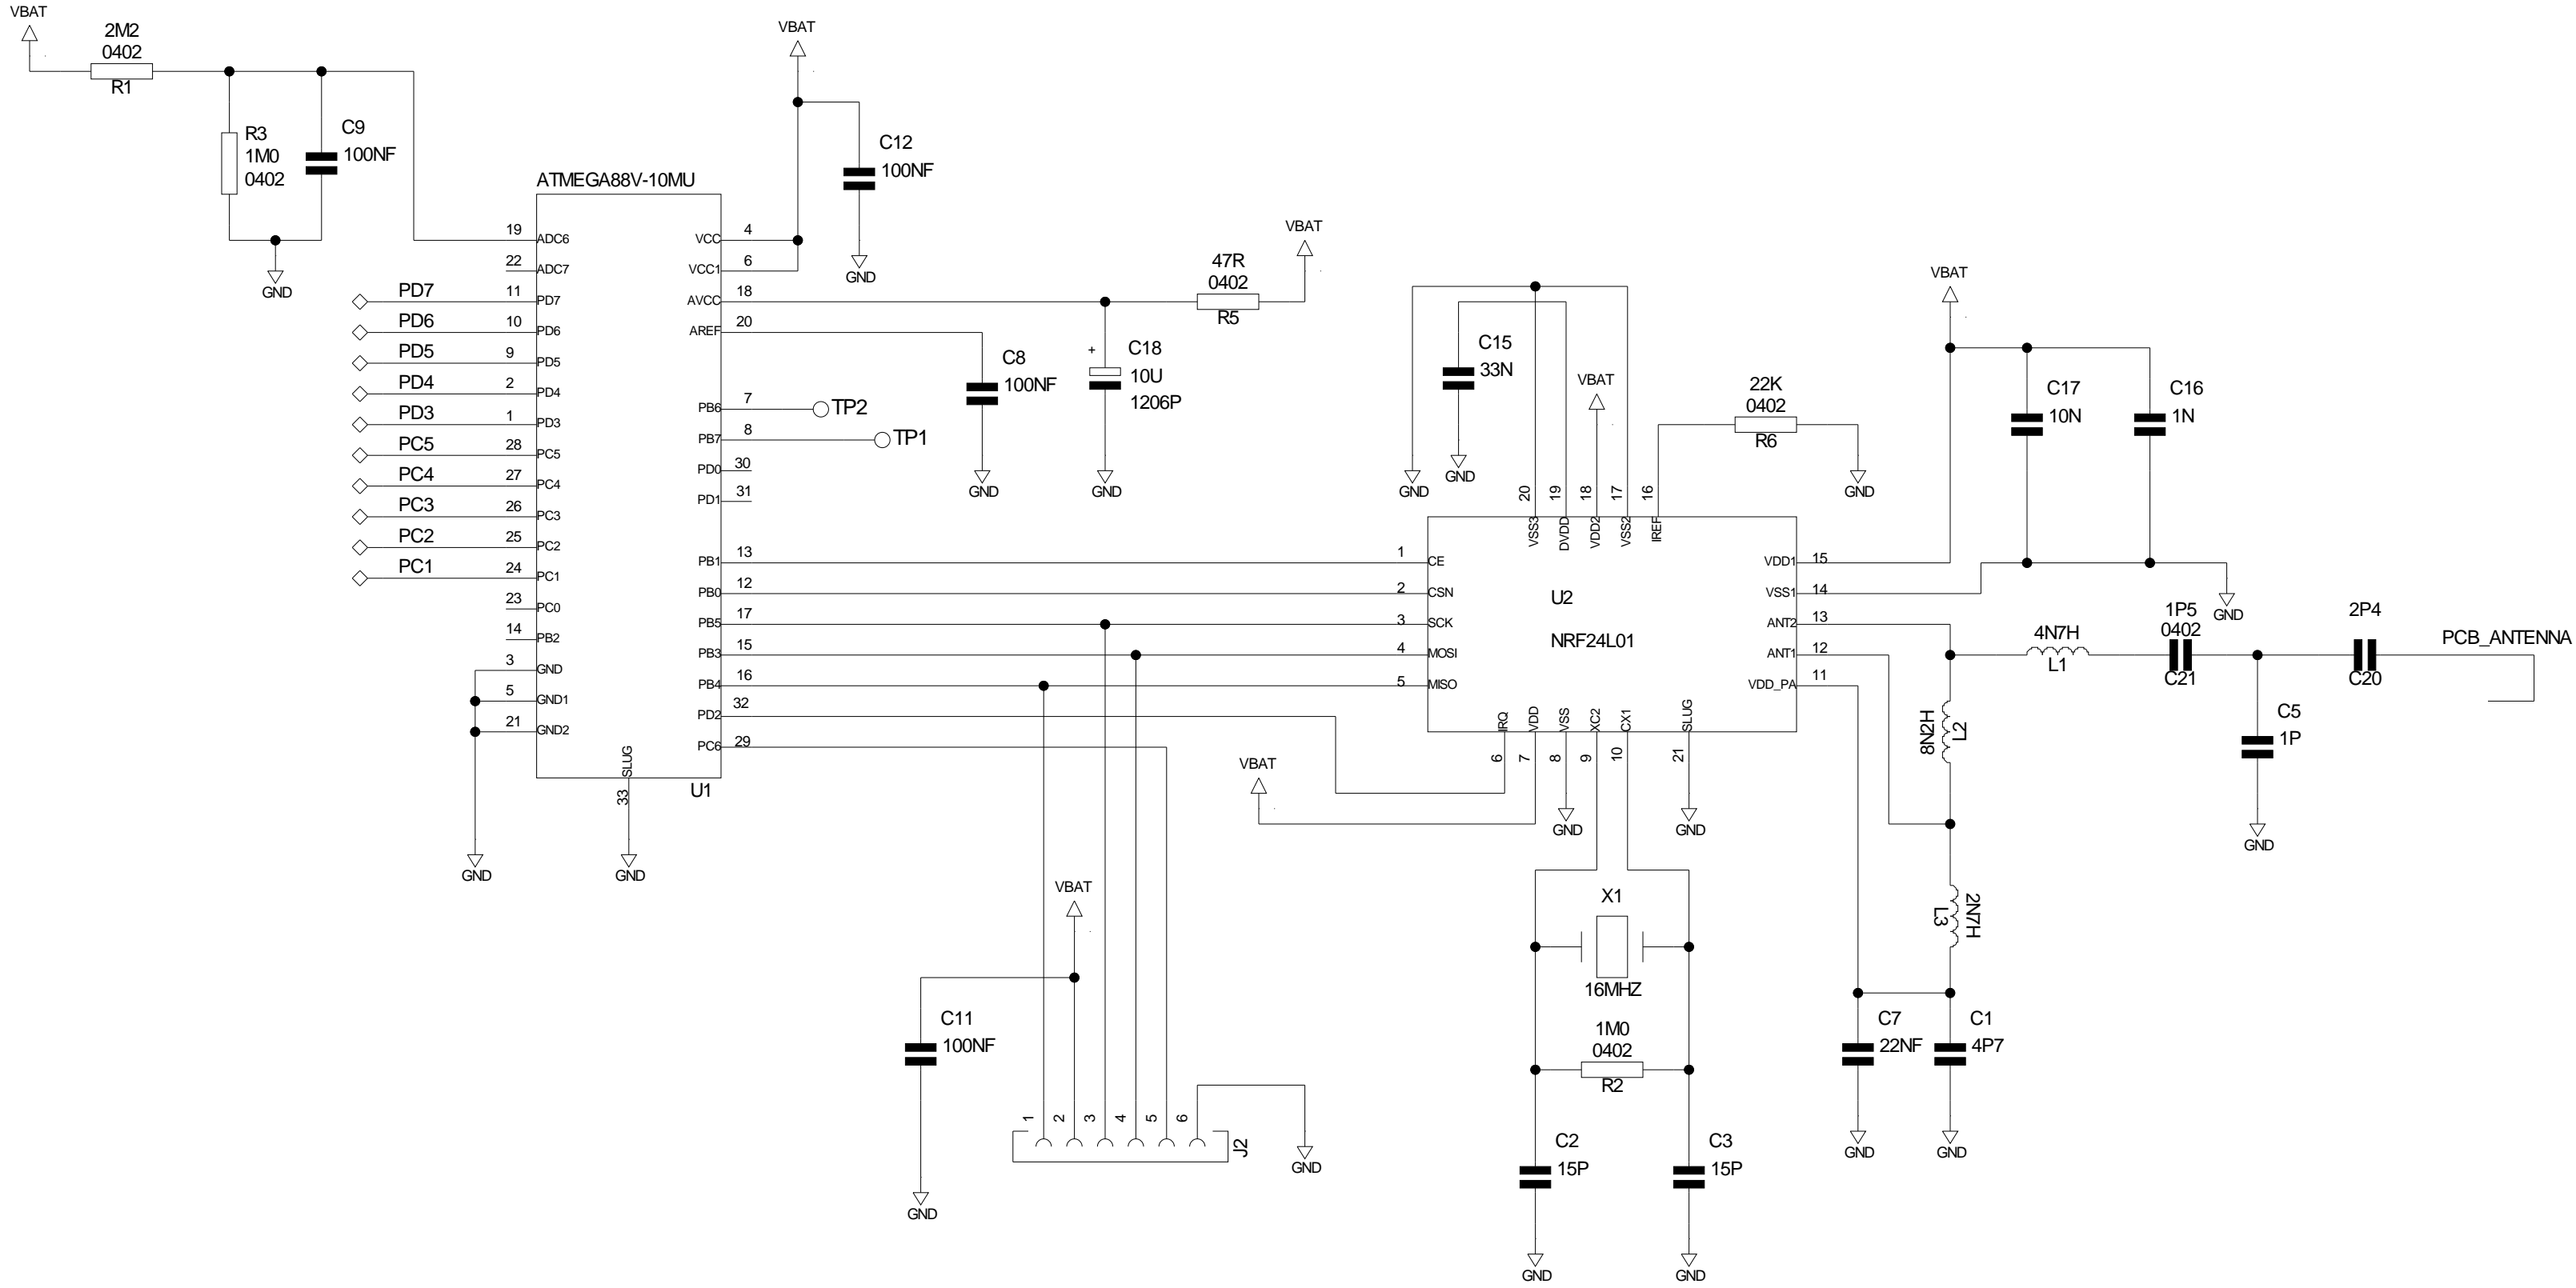 VBAT
2M2
0402
R1
R3
1M0
0402
C9
100NF
GND
VBAT
C12
100NF
GND
ATMEGA88V-10MU
19 ADC6
22 ADC7
PD7 11 PD7
PD6 10 PD6
PD5 9 PD5
PD4 2 PD4
PD3 1 PD3
PC5 28 PC5
PC4 27 PC4
PC3 26 PC3
PC2 25 PC2
PC1 24 PC1
23 PC0
14 PB2
3 GND
5 GND1
21 GND2
SLUG
33
U1
GND
GND
VCC 4
VCC1 6
AVCC 18
AREF 20
PB6 7 TP2
PB7 8 TP1
PD0 30
PD1 31
PB1 13
PB0 12
PB5 17
PB3 15
PB4 16
PD2 32
PC6 29
C8
100NF
GND
+
C18
10U
1206P
GND
47R
0402
R5
VBAT
GND
C15
33N
GND
VBAT
22K
0402
R6
GND
20 19 18 17 16
VSS3 DVDD VDD2 VSS2 IREF
1 CE
2 CSN
3 SCK
4 MOSI
5 MISO
U2
NRF24L01
VDD1 15
VSS1 14
ANT2 13
ANT1 12
VDD_PA 11
IRQ VDD VSS XC2 CX1 SLUG
6 7 8 9 10 21
VBAT
GND
GND
VBAT
C17
10N
C16
1N
GND
4N7H
L1
1P5
0402
C21
2P4
C20
PCB_ANTENNA
C5
1P
GND
8N2H
L2
2N7H
L3
C7
22NF
GND
C1
4P7
GND
X1
16MHZ
1M0
0402
R2
C2
15P
GND
C3
15P
GND
VBAT
C11
100NF
GND
1 2 3 4 5 6
J2
GND